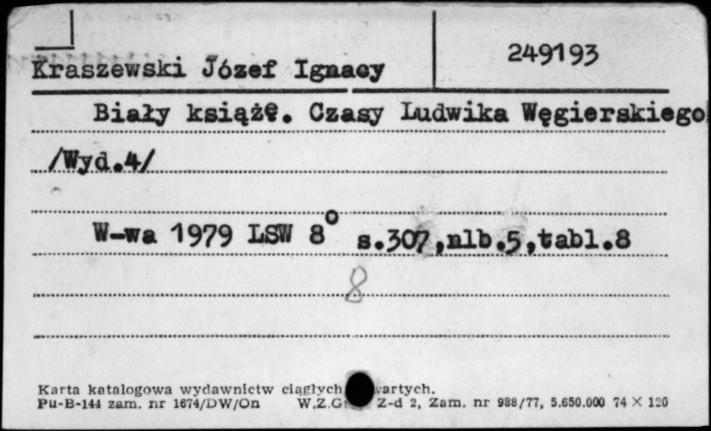 249193
Kraszewski Józef Ignacy
Biały książę. Czasy Ludwika Węgierskiego
/Wyd.4/
W-wa 1979 LSW 8° s.307,nlb.5,tabl.8
8
Karta katalogowa wydawnictw ciągłych
Pu-B-144 zam. nr 1674/DW/On W.Z.G. Z-d 2, Zam. nr 988/77, 5.650.000 74 × 120